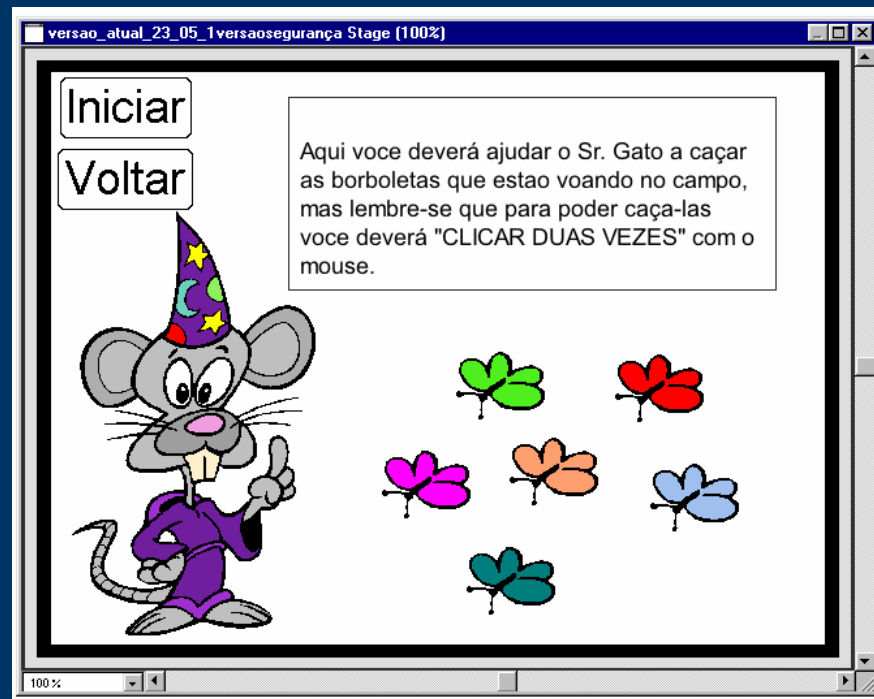 versao_atual_23_05_1versaosegurança Stage (100%)
Iniciar
Voltar
Aqui voce deverá ajudar o Sr. Gato a caçar
as borboletas que estao voando no campo,
mas lembre-se que para poder caça-las
voce deverá "CLICAR DUAS VEZES" com o
mouse.
100%